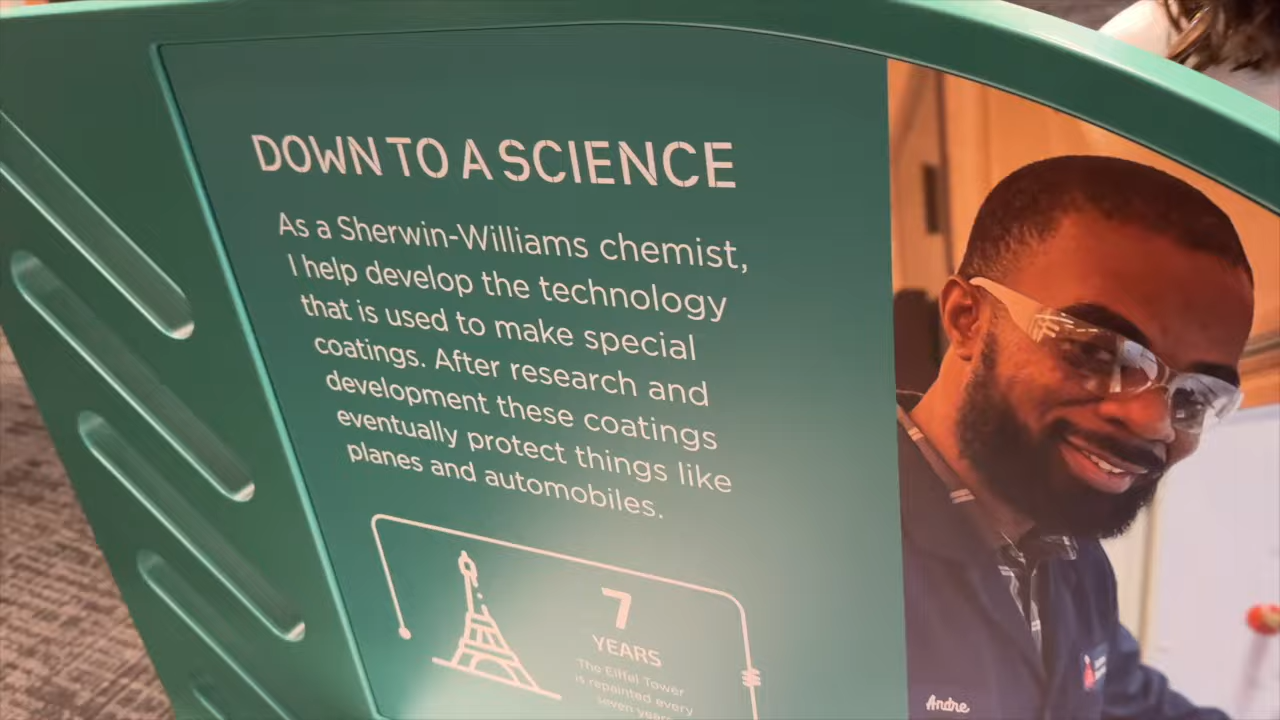 DOWN TO A SCIENCE
As a Sherwin-Williams chemist,
I help develop the technology
that is used to make special
coatings. After research and
development these coatings
eventually protect things like
planes and automobiles.
7
YEARS
The Eiffel Tower
is repainted every
seven years
Andre